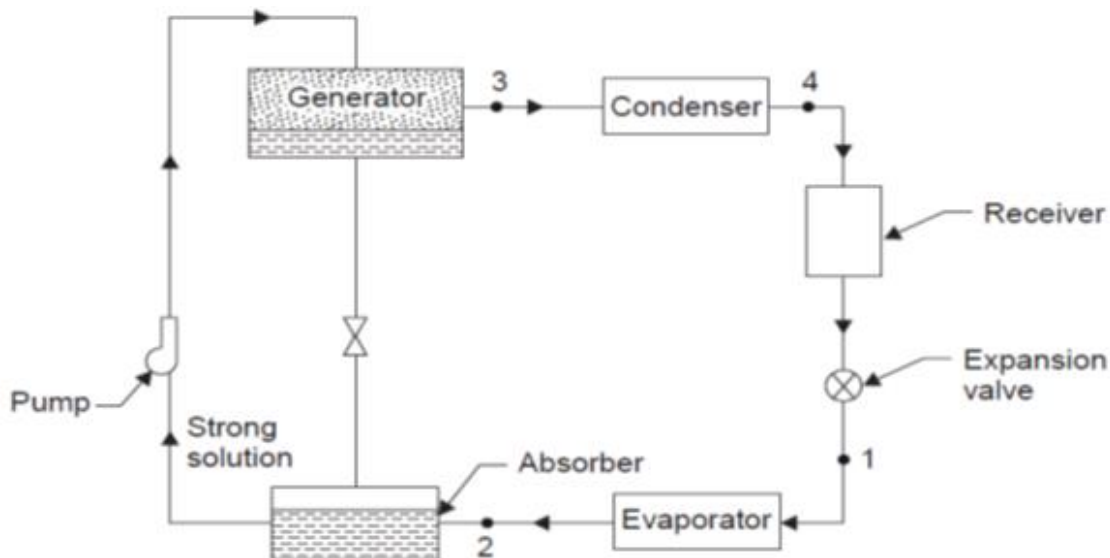 3
4
Generator
Condenser
Receiver
Expansion
valve
Pump
Strong
solution
Absorber
1
Evaporator
2